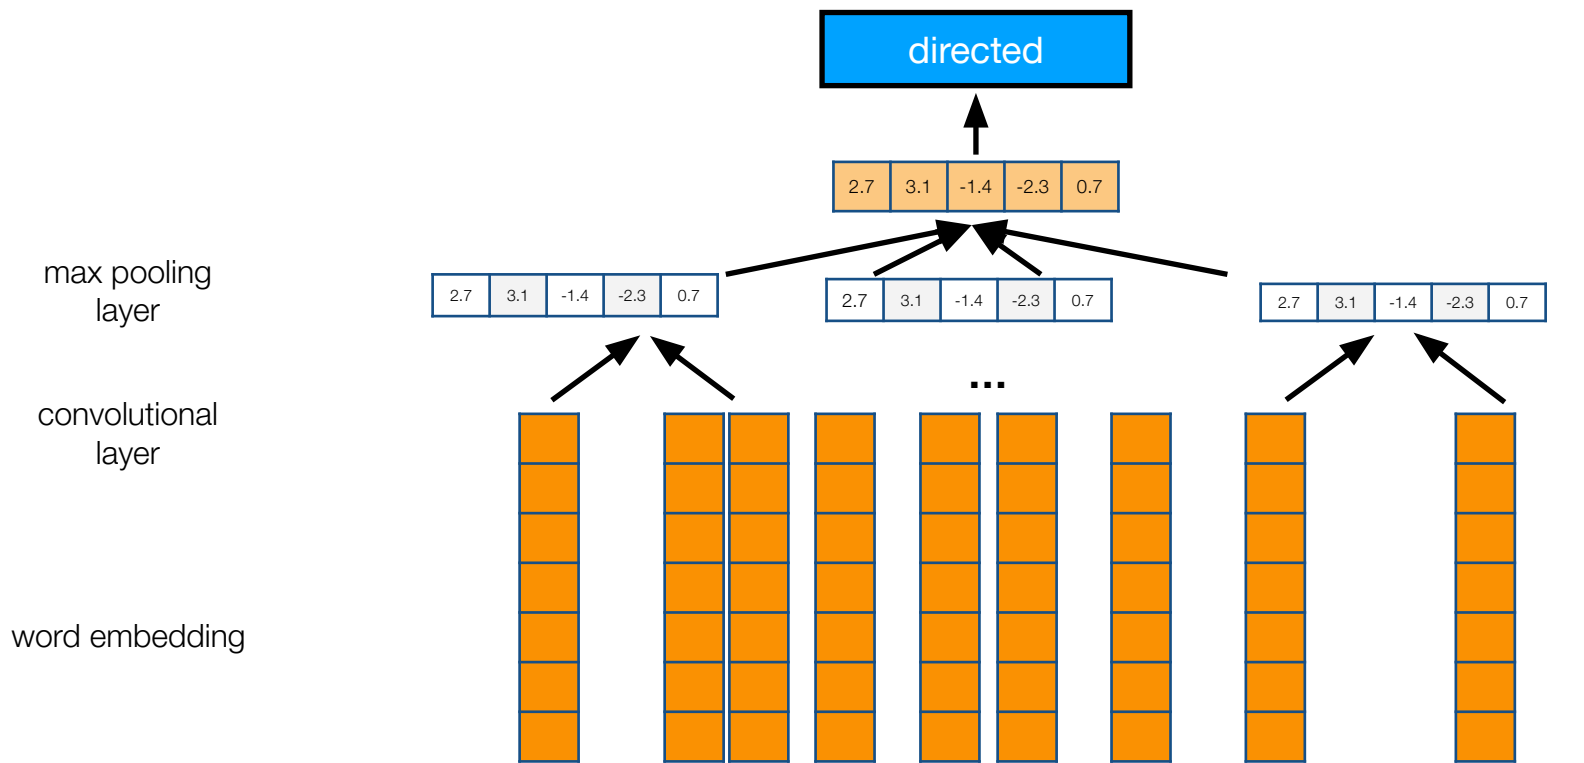 directed
2.7 3.1 -1.4 -2.3 0.7
max pooling
layer
2.7 3.1 -1.4 -2.3 0.7
2.7 3.1 -1.4 -2.3 0.7
2.7 3.1 -1.4 -2.3 0.7
...
convolutional
layer
word embedding